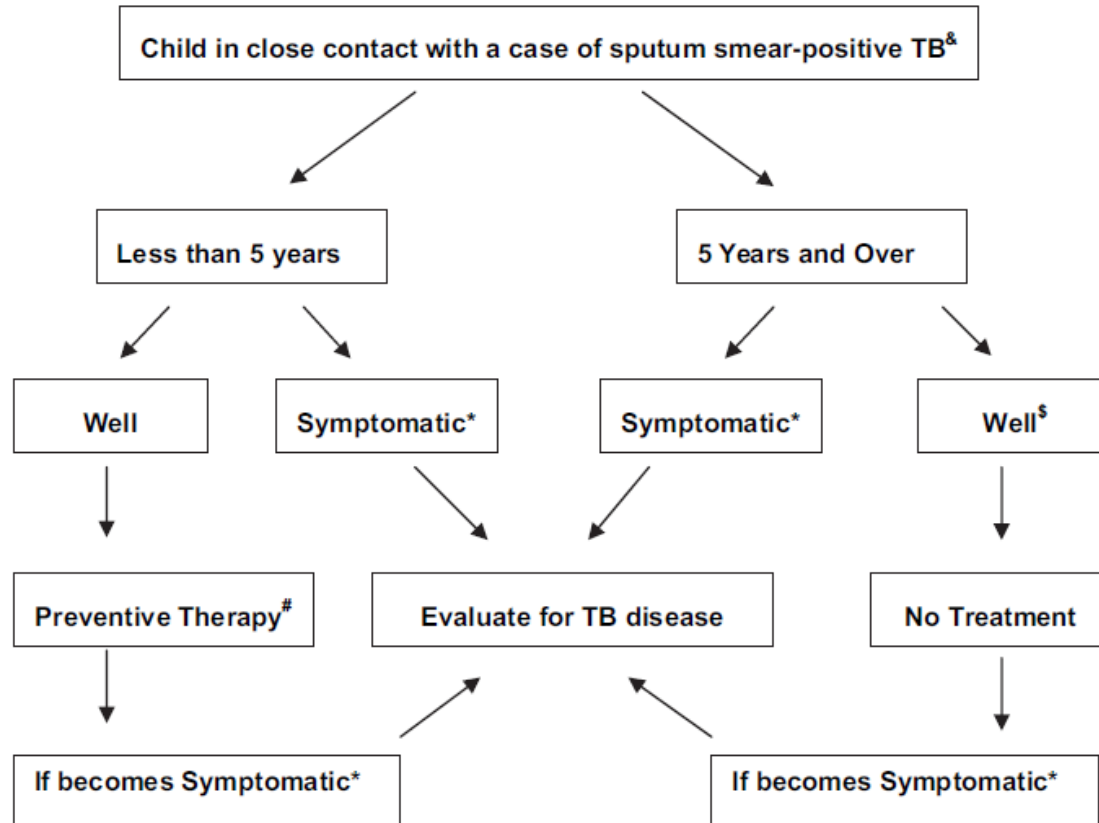 Child in close contact with a case of sputum smear-positive TB&
Less than 5 years
5 Years and Over
Well
Symptomatic*
Symptomatic*
Well$
Preventive Therapy#
Evaluate for TB disease
No Treatment
If becomes Symptomatic*
If becomes Symptomatic*